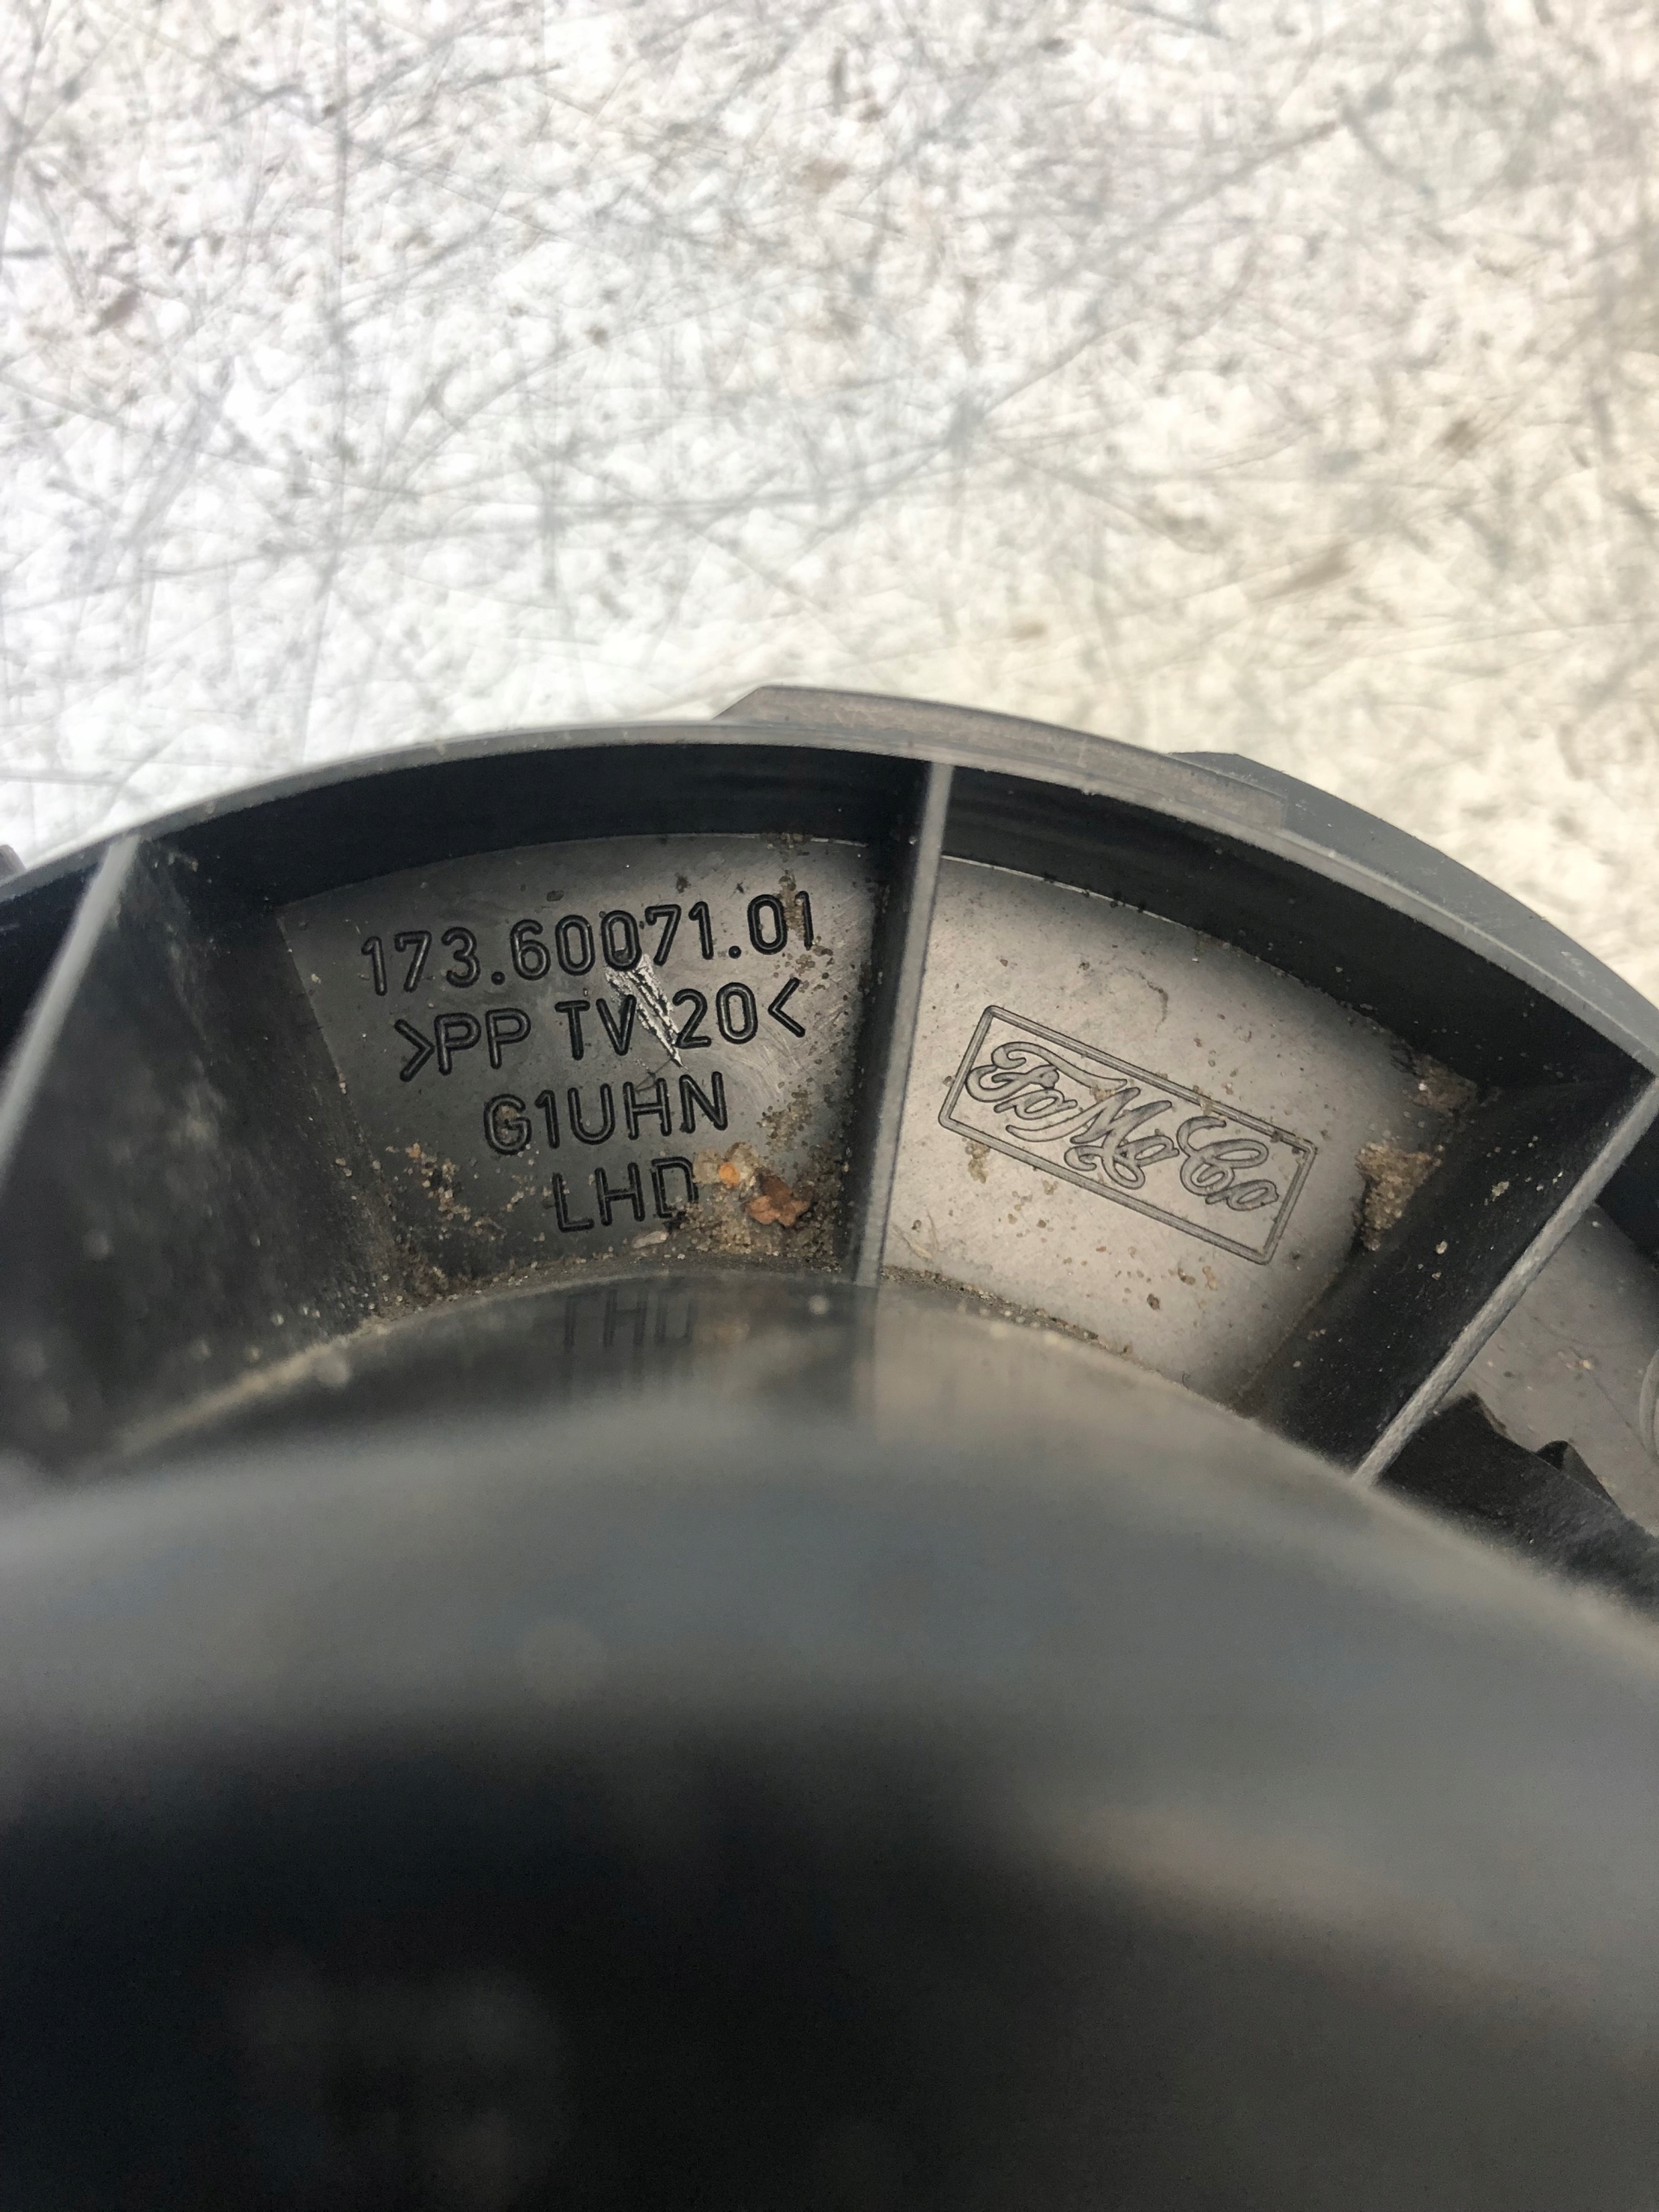 173.60071.01
>PP TV 20<
G1UHN
LHD
FoMoCo